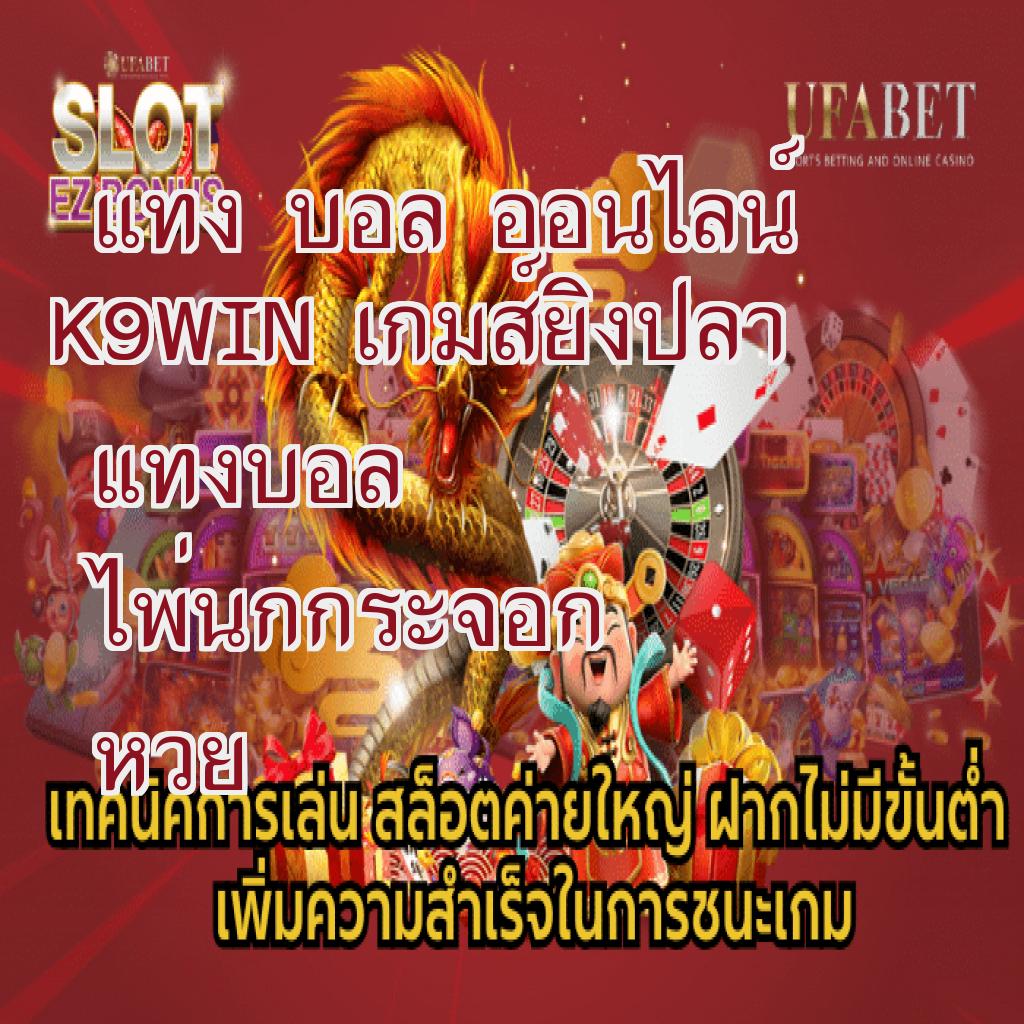 UFABET
SLOT
EZ BONUS
UFABET
ORTS BETTING AND ONLINE CASINO
แทง บอล ออนไลน์
K9WIN เกมส์ยิงปลา
แทงบอล
ไพ่นกกระจอก
หวย
เทคนิคการเล่น สล็อตค่ายใหญ่ ฝากไม่มีขั้นต่ำ
เพิ่มความสำเร็จในการชนะเกม